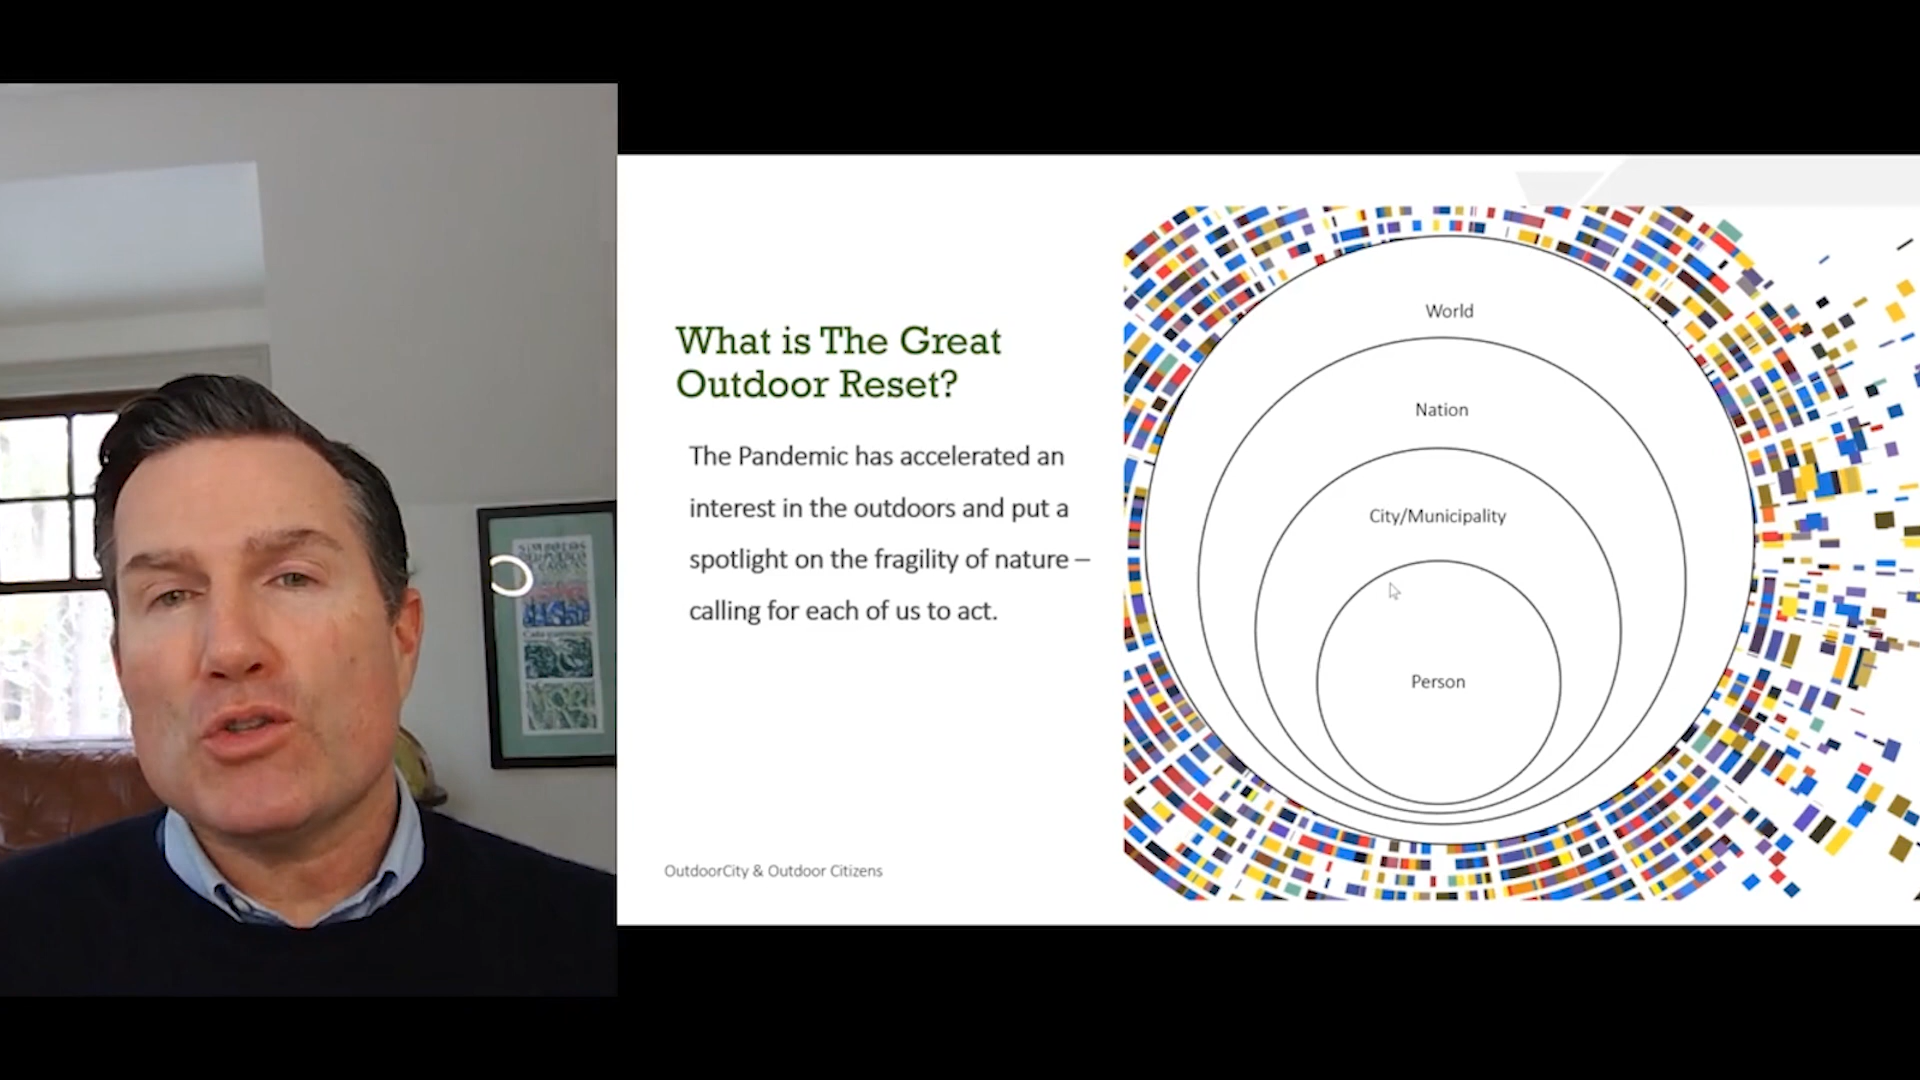 What is The Great
Outdoor Reset?
The Pandemic has accelerated an
interest in the outdoors and put a
spotlight on the fragility of nature –
calling for each of us to act.
OutdoorCity & Outdoor Citizens
World
Nation
City/Municipality
Person